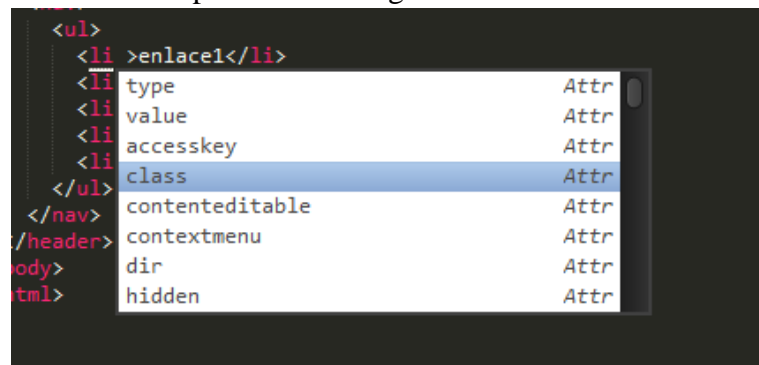 <ul>
<li >enlace1</li>
<li type Attr
<li value Attr
<li accesskey Attr
<li class Attr
</ul> contenteditable Attr
</nav> contextmenu Attr
/header> dir Attr
ody> hidden Attr
tml>